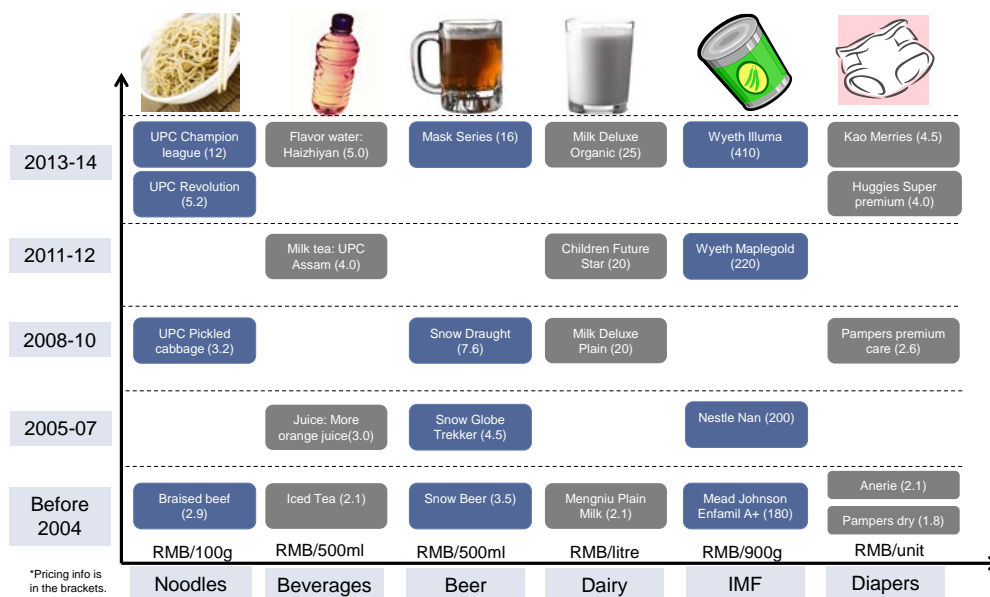 2013-14
UPC Champion
league (12)
Flavor water:
Haizhiyan (5.0)
Mask Series (16)
Milk Deluxe
Organic (25)
Wyeth Illuma
(410)
Kao Merries (4.5)
UPC Revolution
(5.2)
Huggies Super
premium (4.0)
2011-12
Milk tea: UPC
Assam (4.0)
Children Future
Star (20)
Wyeth Maplegold
(220)
2008-10
UPC Pickled
cabbage (3.2)
Snow Draught
(7.6)
Milk Deluxe
Plain (20)
Pampers premium
care (2.6)
2005-07
Juice: More
orange juice(3.0)
Snow Globe
Trekker (4.5)
Nestle Nan (200)
Before
2004
Braised beef
(2.9)
Iced Tea (2.1)
Snow Beer (3.5)
Mengniu Plain
Milk (2.1)
Mead Johnson
Enfamil A+ (180)
Anerie (2.1)
Pampers dry (1.8)
RMB/100g
RMB/500ml
RMB/500ml
RMB/litre
RMB/900g
RMB/unit
*Pricing info is
in the brackets.
Noodles
Beverages
Beer
Dairy
IMF
Diapers